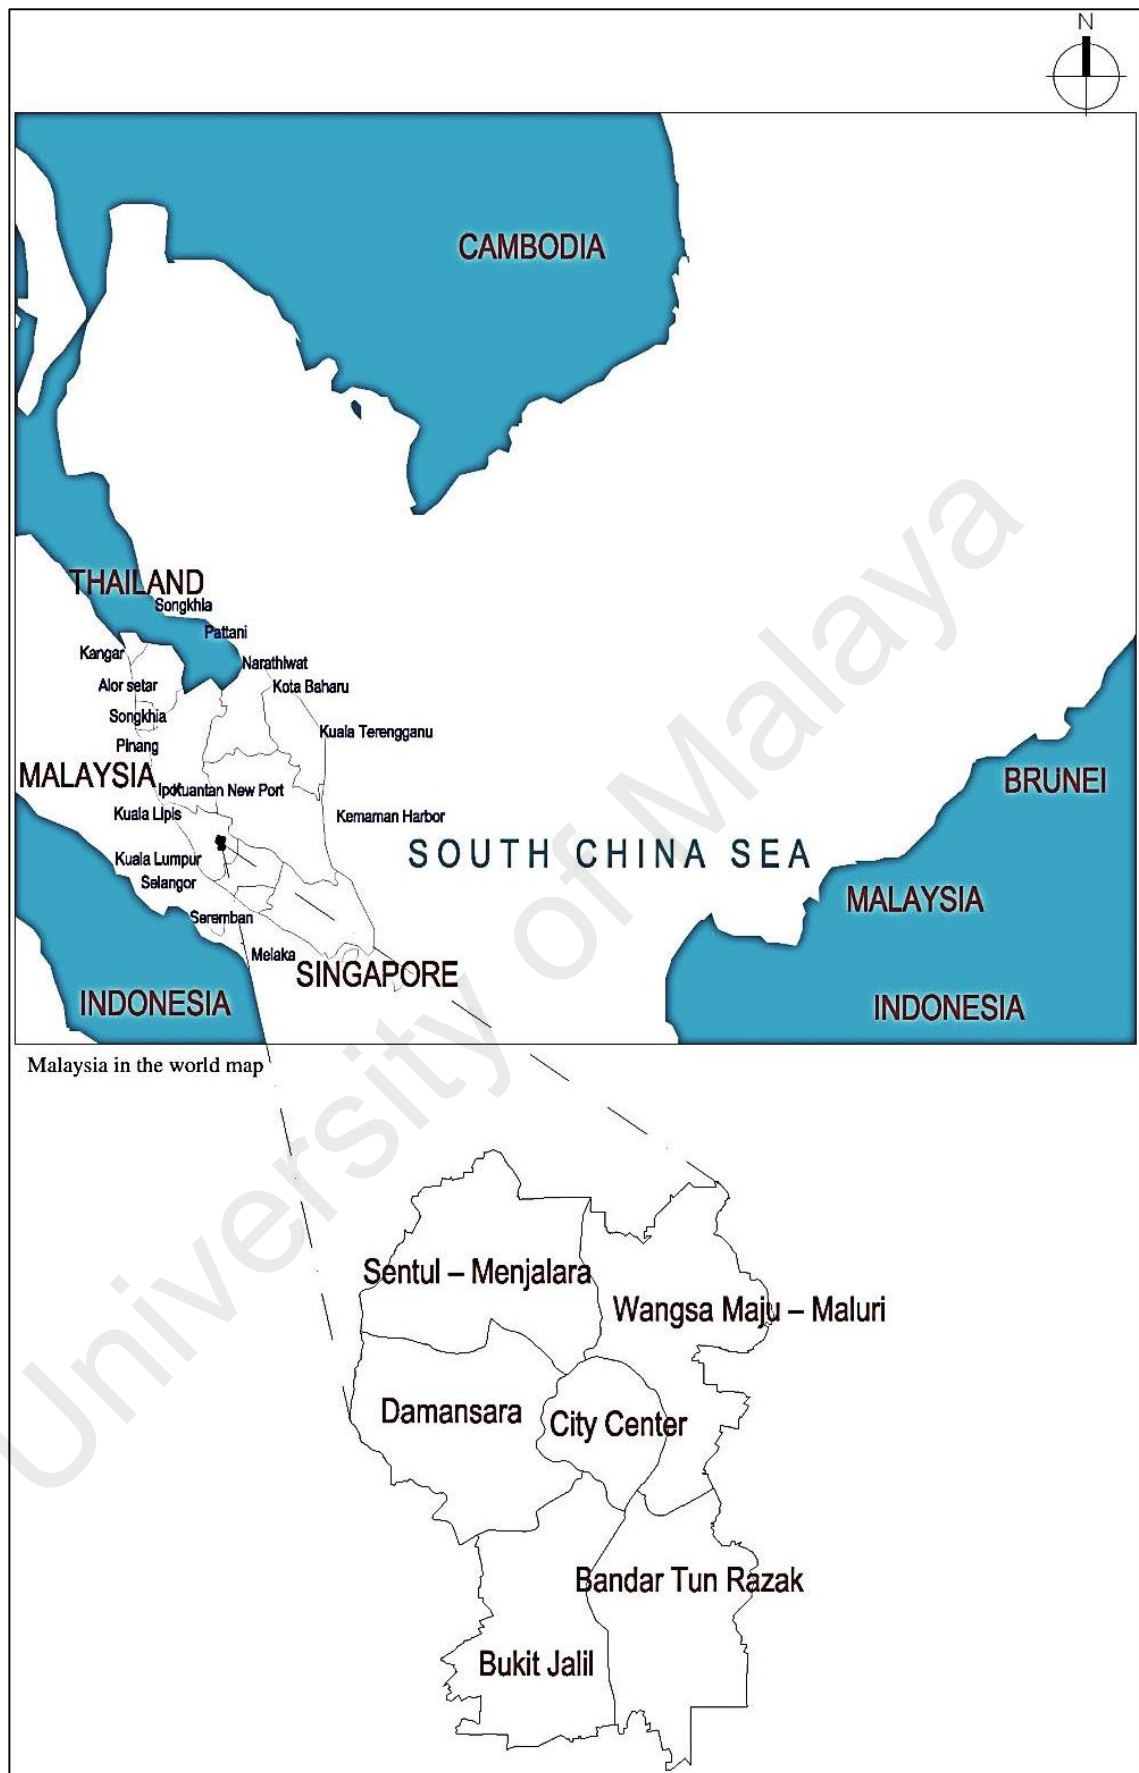 N
CAMBODIA
THAILAND
Songkhla
Pattani
Kangar
Narathiwat
Alor setar
Kota Baharu
Songkhia
Kuala Terengganu
Pinang
MALAYSIA
BRUNEI
Kuantan New Port
Kuala Lipis
Kemaman Harbor
SOUTH CHINA SEA
Kuala Lumpur
Selangor
MALAYSIA
Seremban
Melaka
SINGAPORE
INDONESIA
INDONESIA
Malaysia in the world map
Sentul – Menjalara
Wangsa Maju – Maluri
Damansara
City Center
Bandar Tun Razak
Bukit Jalil
University of Malaya